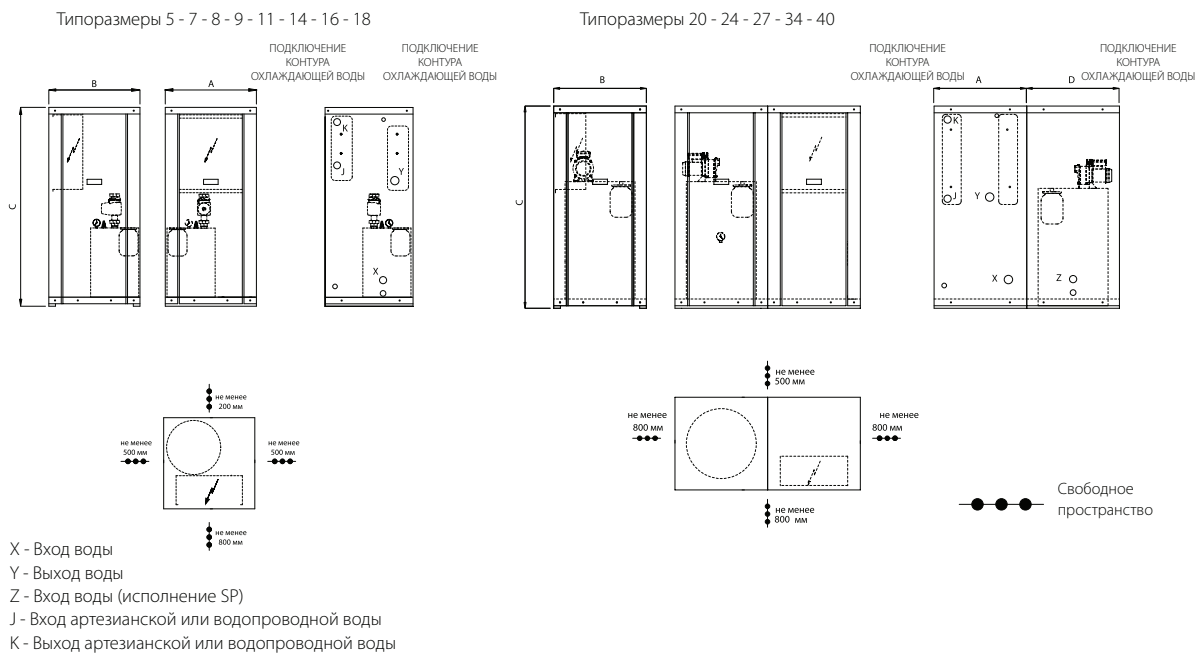 Типоразмеры 5 - 7 - 8 - 9 - 11 - 14 - 16 - 18
ПОДКЛЮЧЕНИЕ
КОНТУРА
ОХЛАЖДАЮЩЕЙ ВОДЫ
ПОДКЛЮЧЕНИЕ
КОНТУРА
ОХЛАЖДАЮЩЕЙ ВОДЫ
B
A
C
K
J
Y
X
Типоразмеры 20 - 24 - 27 - 34 - 40
ПОДКЛЮЧЕНИЕ
КОНТУРА
ОХЛАЖДАЮЩЕЙ ВОДЫ
ПОДКЛЮЧЕНИЕ
КОНТУРА
ОХЛАЖДАЮЩЕЙ ВОДЫ
B
A
D
C
K
J
Y
X
Z
не менее
200 мм
не менее
500 мм
не менее
500 мм
не менее
800 мм
не менее
500 мм
не менее
800 мм
не менее
800 мм
не менее
800 мм
Свободное
пространство
X - Вход воды
Y - Выход воды
Z - Вход воды (исполнение SP)
J - Вход артезианской или водопроводной воды
K - Выход артезианской или водопроводной воды